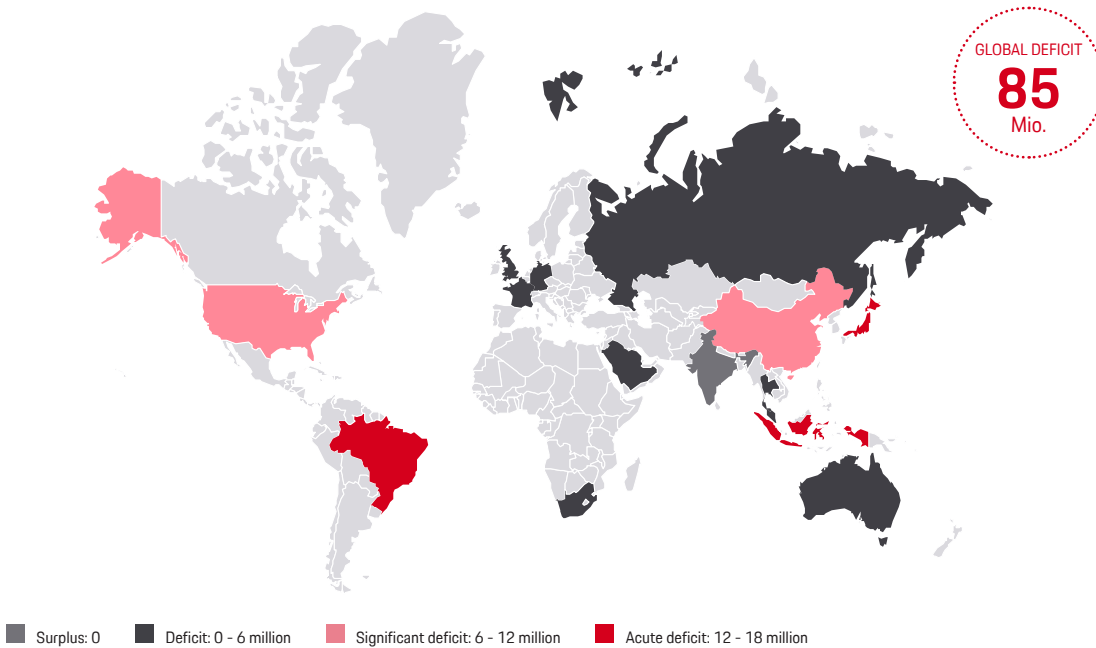 GLOBAL DEFICIT
85
Mio.
Surplus: 0
Deficit: 0 - 6 million
Significant deficit: 6 - 12 million
Acute deficit: 12 - 18 million